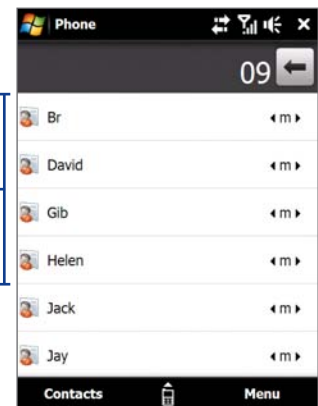 Phone
09
Br ◂ m ▸
David ◂ m ▸
Gib ◂ m ▸
Helen ◂ m ▸
Jack ◂ m ▸
Jay ◂ m ▸
Contacts Menu